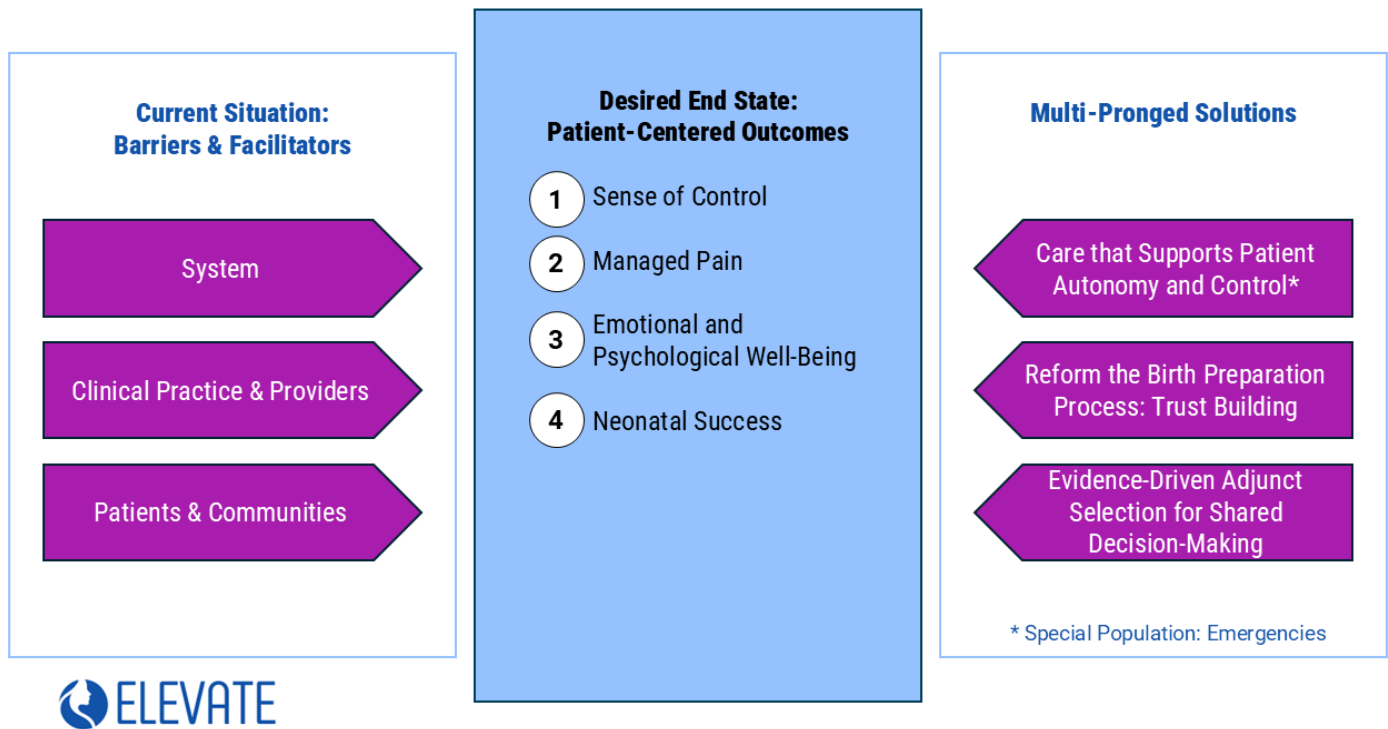 Current Situation:
Barriers & Facilitators
System
Clinical Practice & Providers
Patients & Communities
Desired End State:
Patient-Centered Outcomes
1 Sense of Control
2 Managed Pain
3 Emotional and
Psychological Well-Being
4 Neonatal Success
Multi-Pronged Solutions
Care that Supports Patient
Autonomy and Control*
Reform the Birth Preparation
Process: Trust Building
Evidence-Driven Adjunct
Selection for Shared
Decision-Making
* Special Population: Emergencies
ELEVATE